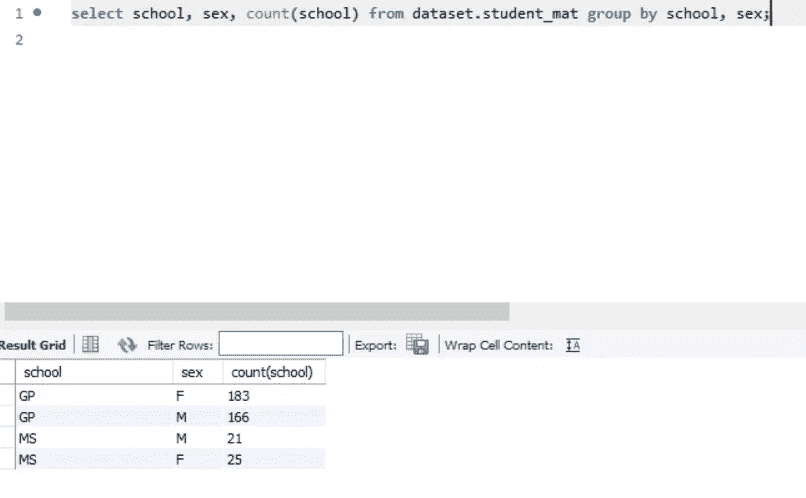 1 select school, sex, count(school) from dataset.student_mat group by school, sex;
2
Result Grid Filter Rows: Export: Wrap Cell Content: IA
school sex count(school)
GP F 183
GP M 166
MS M 21
MS F 25